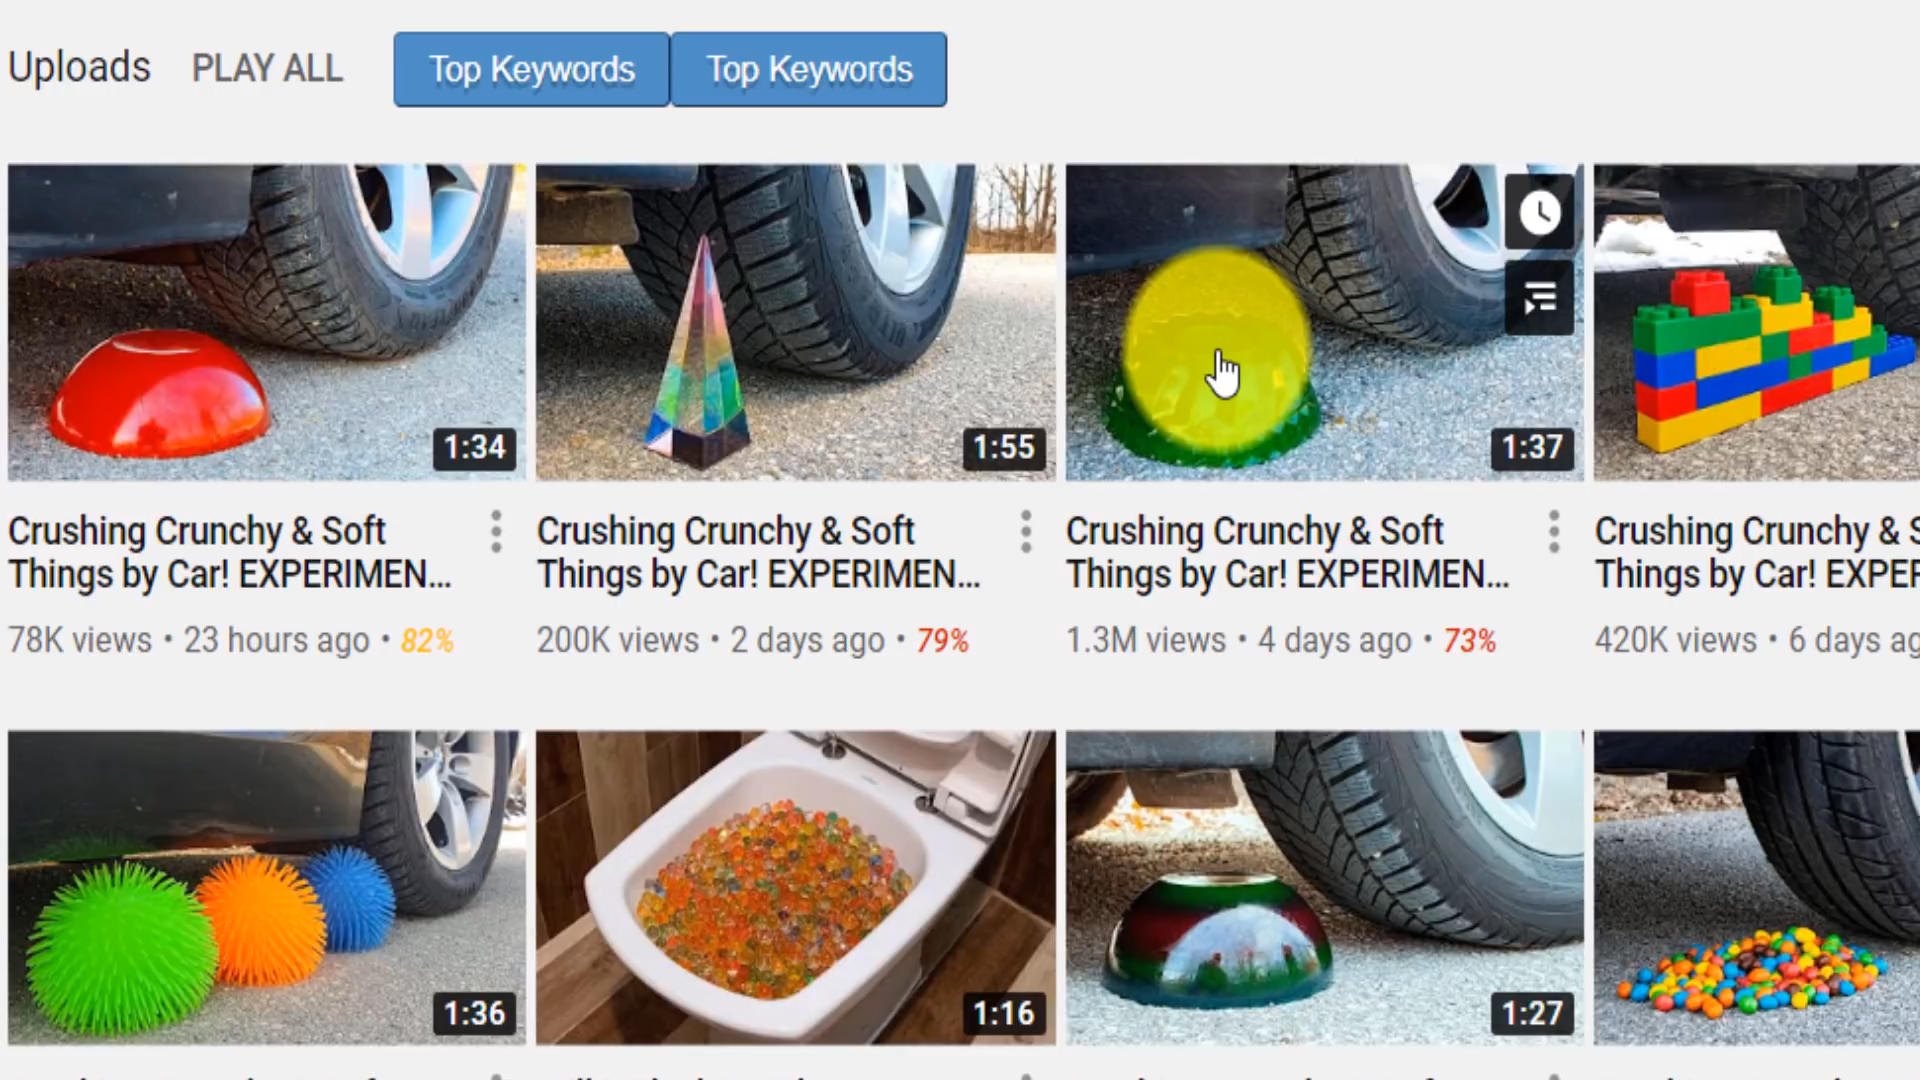 Uploads PLAY ALL Top Keywords Top Keywords
1:34 1:55 1:37
Crushing Crunchy & Soft
Things by Car! EXPERIMEN...
78K views • 23 hours ago • 82%
Crushing Crunchy & Soft
Things by Car! EXPERIMEN...
200K views • 2 days ago • 79%
Crushing Crunchy & Soft
Things by Car! EXPERIMEN...
1.3M views • 4 days ago • 73%
Crushing Crunchy &
Things by Car!
420K views • 6 days
1:36 1:16 1:27